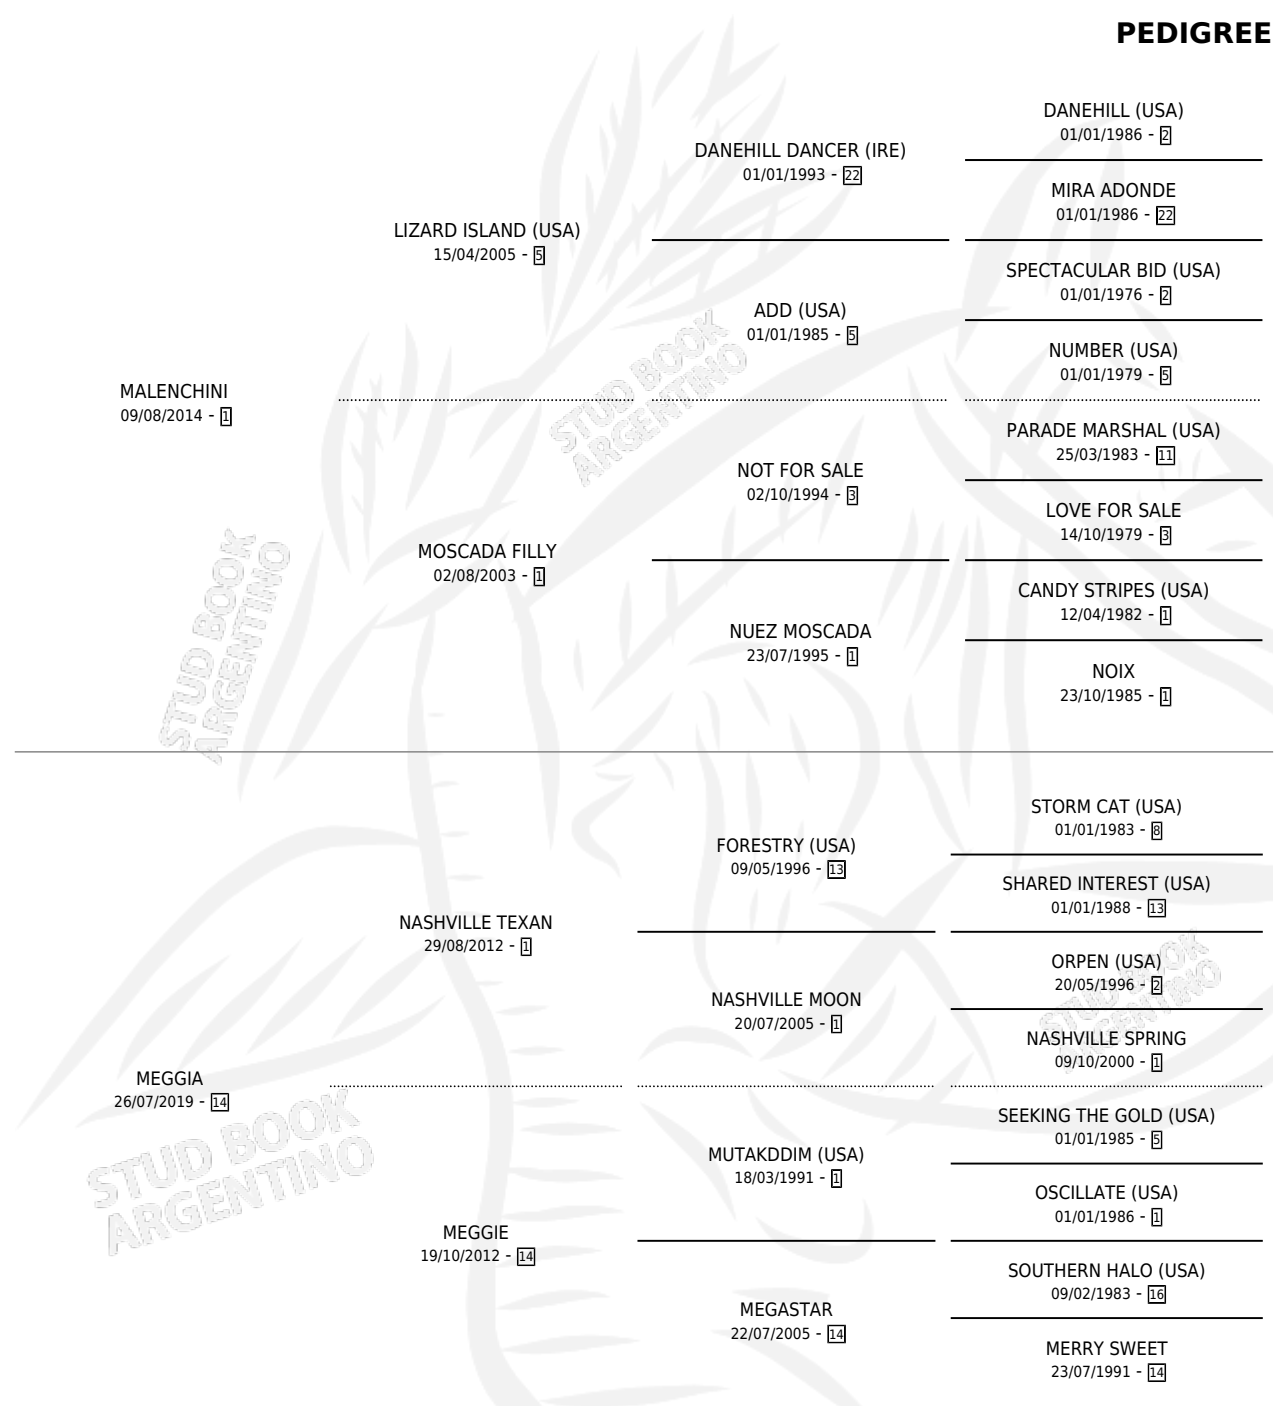 PEDIGREE
DANEHILL (USA)
01/01/1986 - 2
DANEHILL DANCER (IRE)
01/01/1993 - 22
MIRA ADONDE
01/01/1986 - 22
LIZARD ISLAND (USA)
15/04/2005 - 5
SPECTACULAR BID (USA)
01/01/1976 - 2
ADD (USA)
01/01/1985 - 5
NUMBER (USA)
01/01/1979 - 5
MALENCHINI
09/08/2014 - 1
PARADE MARSHAL (USA)
25/03/1983 - 11
NOT FOR SALE
02/10/1994 - 3
LOVE FOR SALE
14/10/1979 - 3
MOSCADA FILLY
02/08/2003 - 1
CANDY STRIPES (USA)
12/04/1982 - 1
NUEZ MOSCADA
23/07/1995 - 1
NOIX
23/10/1985 - 1
STORM CAT (USA)
01/01/1983 - 8
FORESTRY (USA)
09/05/1996 - 13
SHARED INTEREST (USA)
01/01/1988 - 13
NASHVILLE TEXAN
29/08/2012 - 1
ORPEN (USA)
20/05/1996 - 2
NASHVILLE MOON
20/07/2005 - 1
NASHVILLE SPRING
09/10/2000 - 1
MEGGIA
26/07/2019 - 14
SEEKING THE GOLD (USA)
01/01/1985 - 5
MUTAKDDIM (USA)
18/03/1991 - 1
OSCILLATE (USA)
01/01/1986 - 1
MEGGIE
19/10/2012 - 14
SOUTHERN HALO (USA)
09/02/1983 - 16
MEGASTAR
22/07/2005 - 14
MERRY SWEET
23/07/1991 - 14
STUD BOOK
ARGENTINO
STUD BOOK
ARGENTINO
STUD BOOK
ARGENTINO
STUD BOOK
ARGENTINO